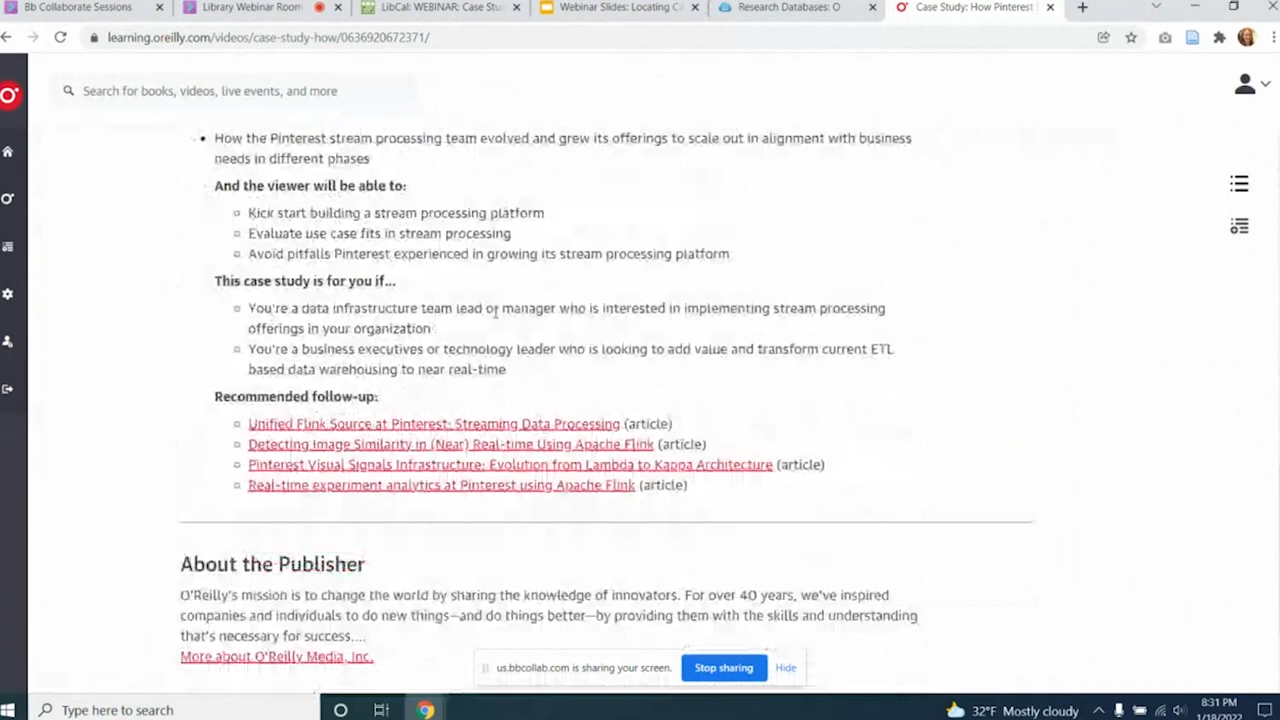 Bb Collaborate Sessions
Library Webinar Room
LibCal: WEBINAR: Case Stu
Webinar Slides: Locating C
Research Databases: O
Case Study: How Pinterest
learning.oreilly.com/videos/case-study-how/0636920672371/
Search for books, videos, live events, and more
How the Pinterest stream processing team evolved and grew its offerings to scale out in alignment with business
needs in different phases
And the viewer will be able to:
Kick start building a stream processing platform
Evaluate use case fits in stream processing
Avoid pitfalls Pinterest experienced in growing its stream processing platform
This case study is for you if...
You're a data infrastructure team lead or manager who is interested in implementing stream processing
offerings in your organization
You're a business executives or technology leader who is looking to add value and transform current ETL
based data warehousing to near real-time
Recommended follow-up:
Unified Flink Source at Pinterest: Streaming Data Processing (article)
Detecting Image Similarity in (Near) Real-time Using Apache Flink (article)
Pinterest Visual Signals Infrastructure: Evolution from Lambda to Kappa Architecture (article)
Real-time experiment analytics at Pinterest using Apache Flink (article)
About the Publisher
O'Reilly's mission is to change the world by sharing the knowledge of innovators. For over 40 years, we've inspired
companies and individuals to do new things—and do things better—by providing them with the skills and understanding
that's necessary for success....
More about O'Reilly Media, Inc.
us.bbcollab.com is sharing your screen.
Stop sharing
Hide
Type here to search
32°F Mostly cloudy
8:31 PM
1/18/2022